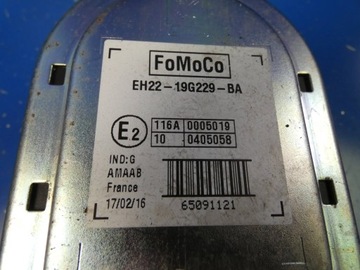 FoMoCo
EH22-19G229-BA
E2
116A 0005019
10 -0405058
IND:G
AMAAB
France
17/02/16
65091121